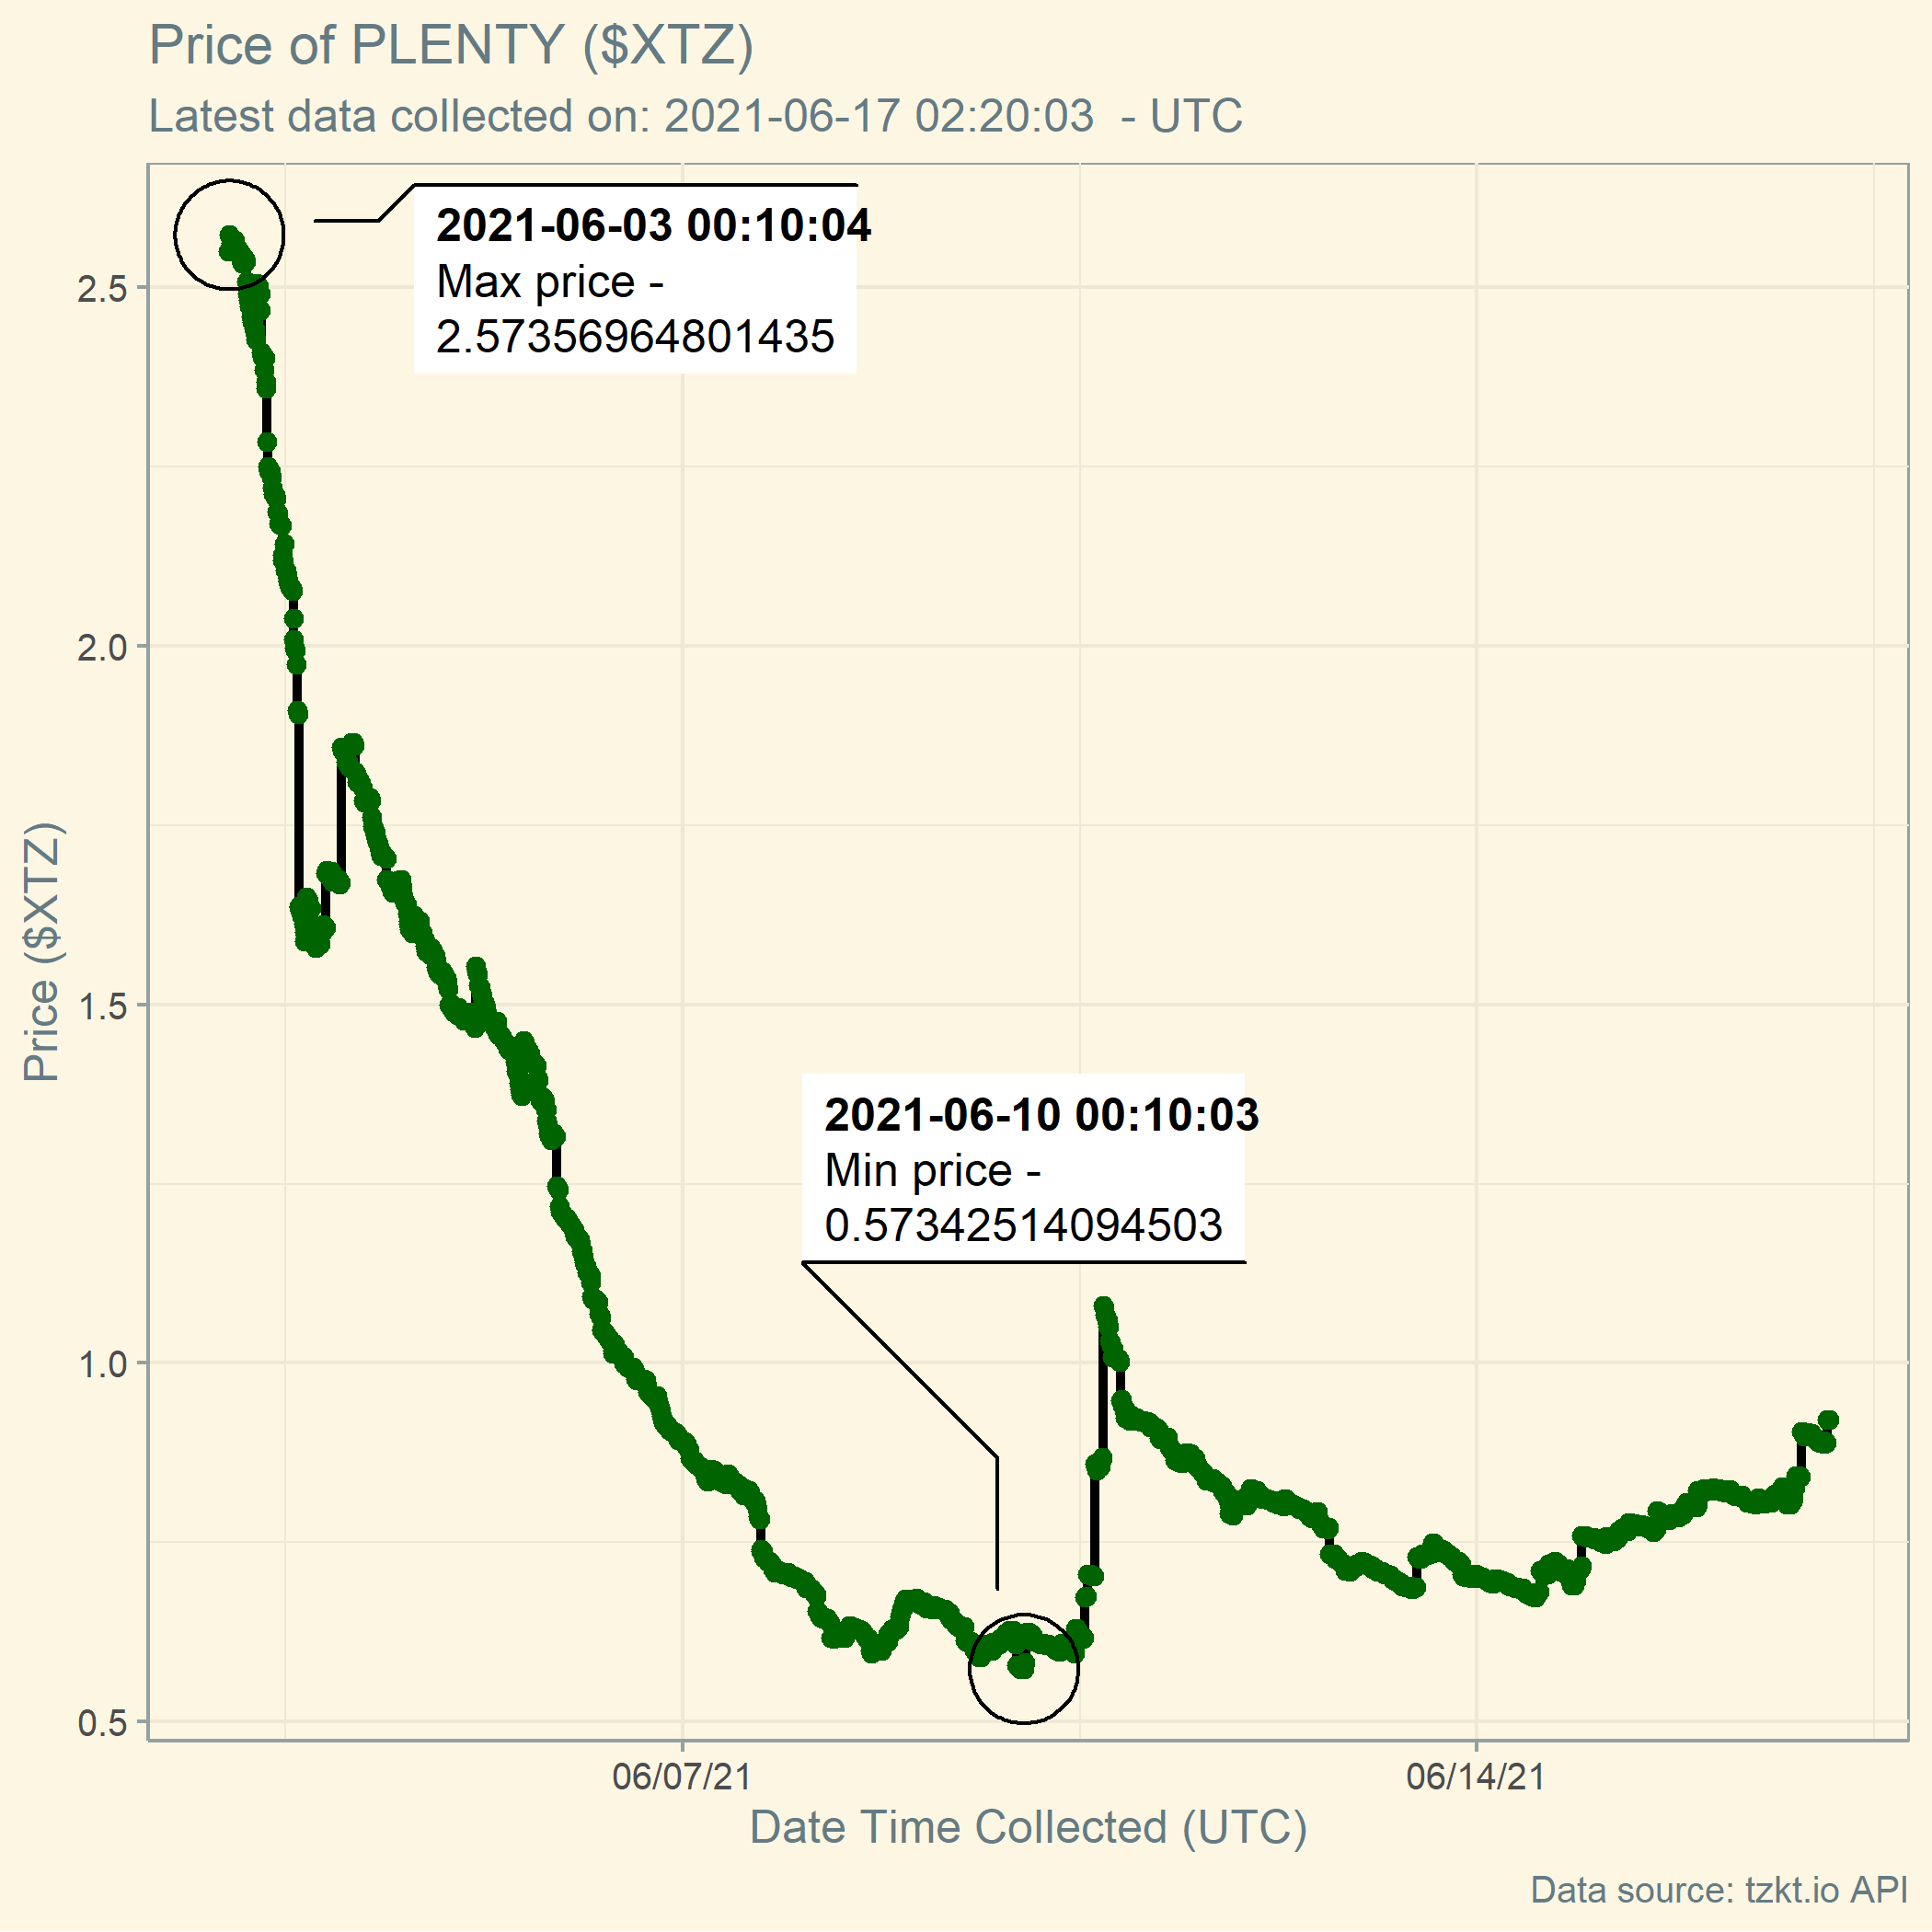 Price of PLENTY ($XTZ)
Latest data collected on: 2021-06-17 02:20:03  - UTC
2021-06-03 00:10:04
Max price -
2.57356964801435
2021-06-10 00:10:03
Min price -
0.57342514094503
Price ($XTZ)
2.5
2.0
1.5
1.0
0.5
06/07/21
06/14/21
Date Time Collected (UTC)
Data source: tzkt.io API